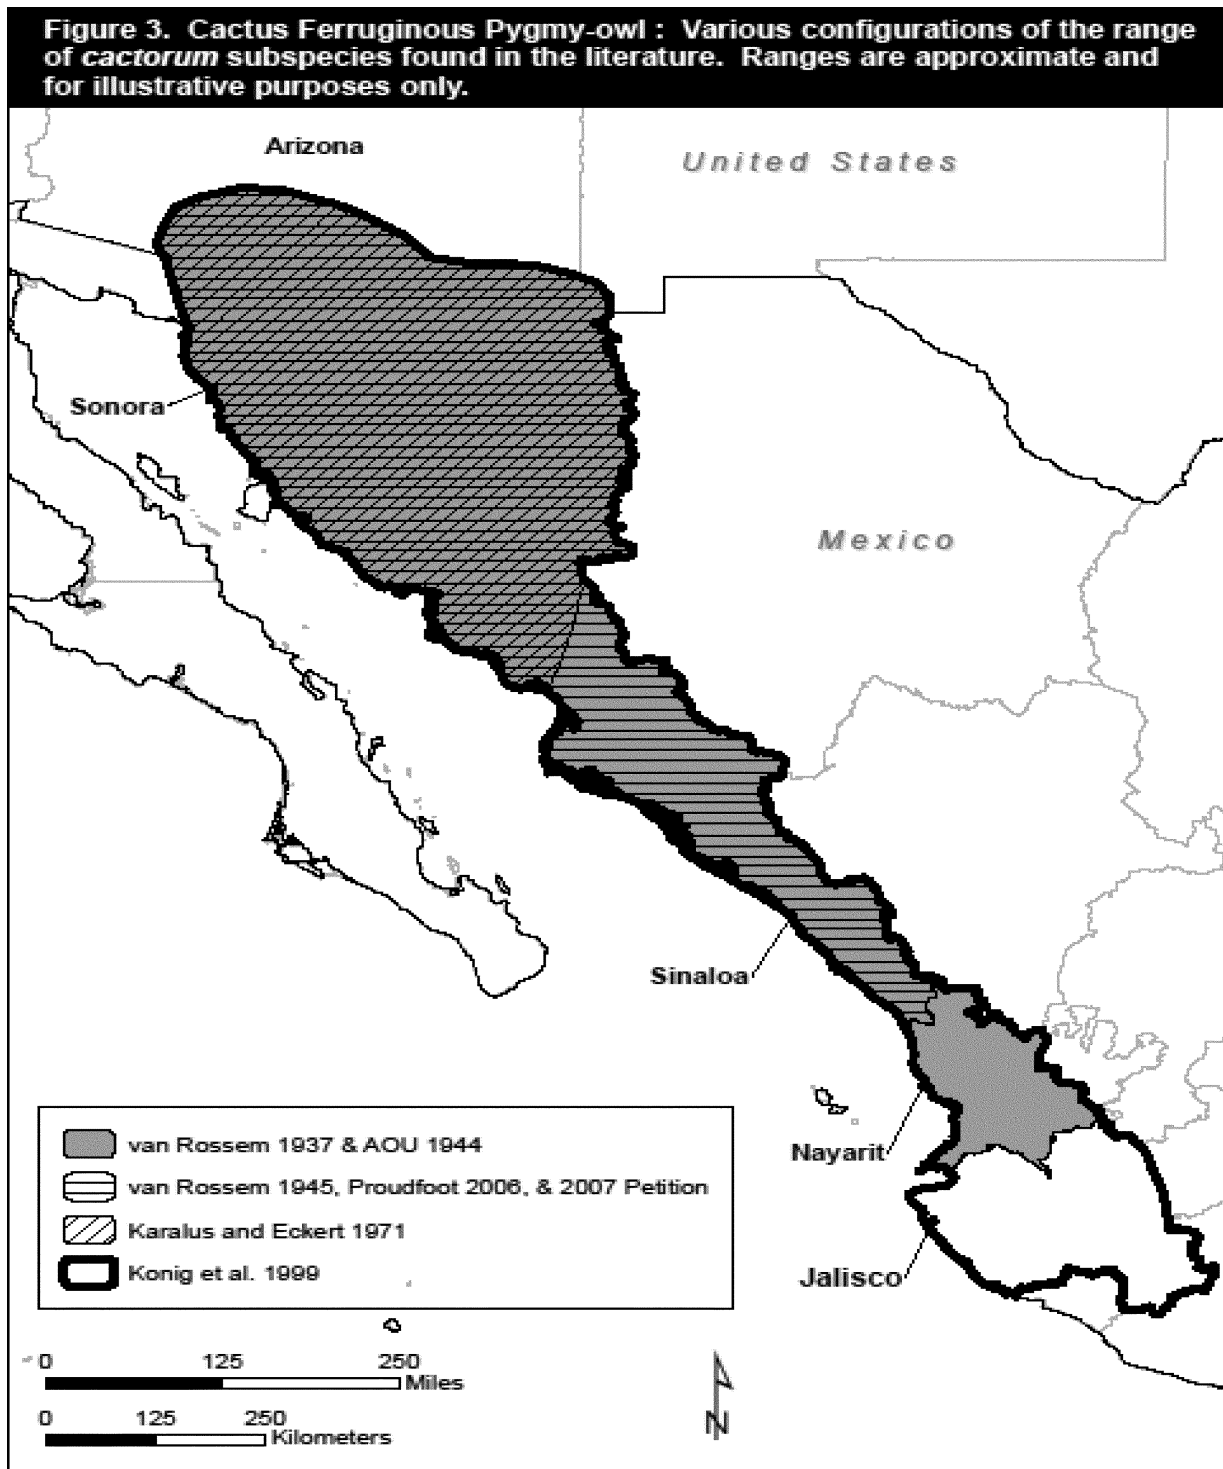 Figure 3.  Cactus Ferruginous Pygmy-owl :  Various configurations of the range
of cactorum subspecies found in the literature.  Ranges are approximate and
for illustrative purposes only.
Arizona
United States
Sonora
Mexico
Sinaloa
Nayarit
Jalisco
van Rossem 1937 & AOU 1944
van Rossem 1945, Proudfoot 2006, & 2007 Petition
Karalus and Eckert 1971
Konig et al. 1999
0 125 250
Miles
0 125 250
Kilometers
N